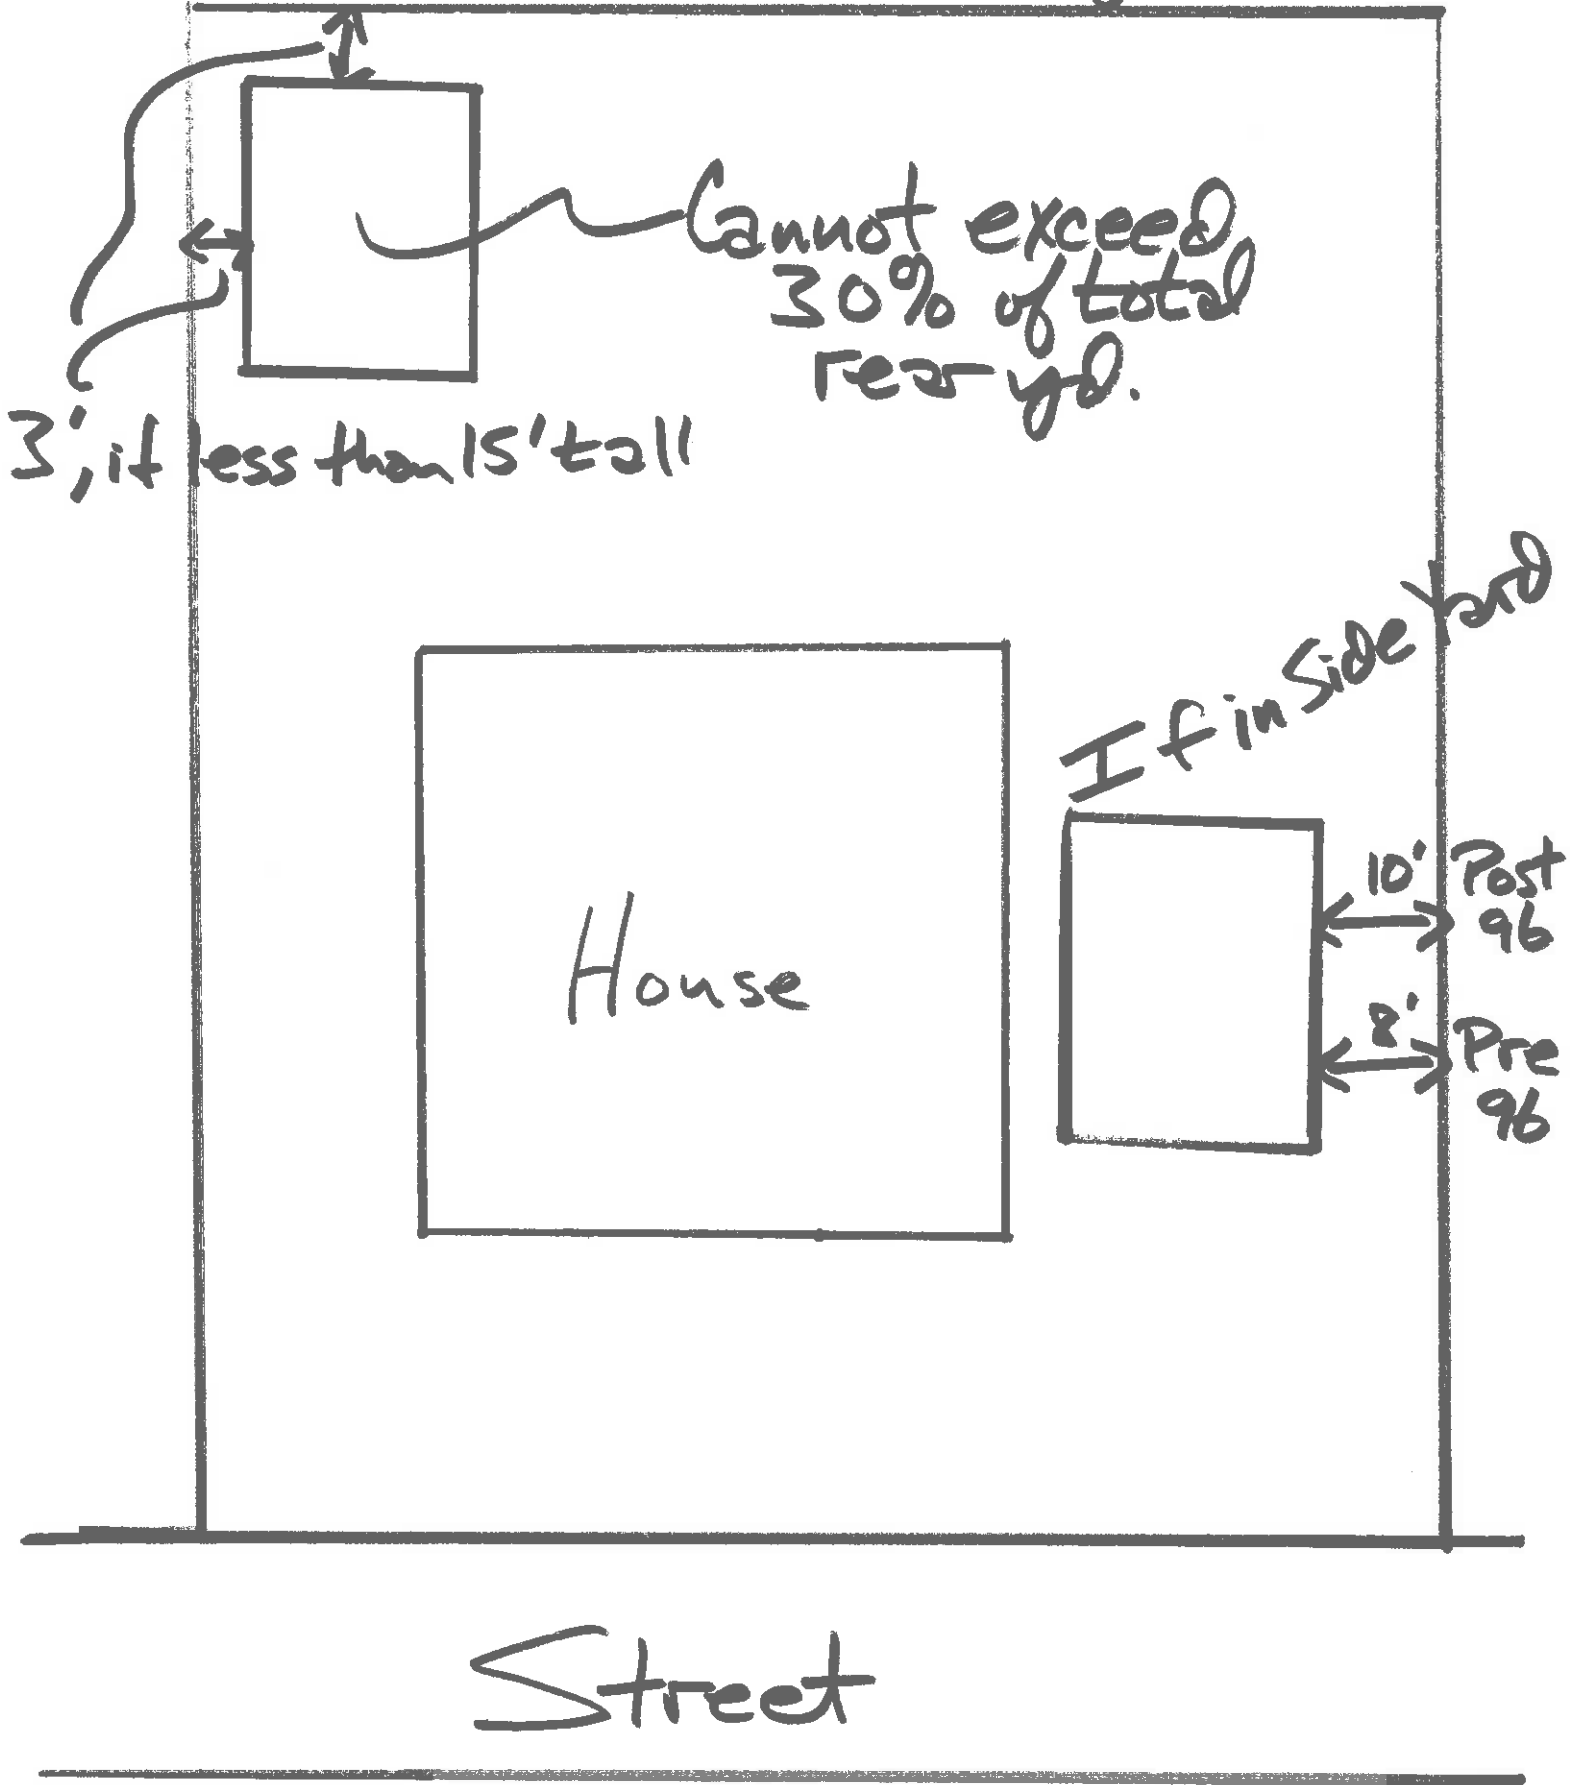 Cannot exceed
30% of total
rear yd.
3', if less than 15' tall
If in Side Yard
10' Post
96
House
8' Pre
96
Street